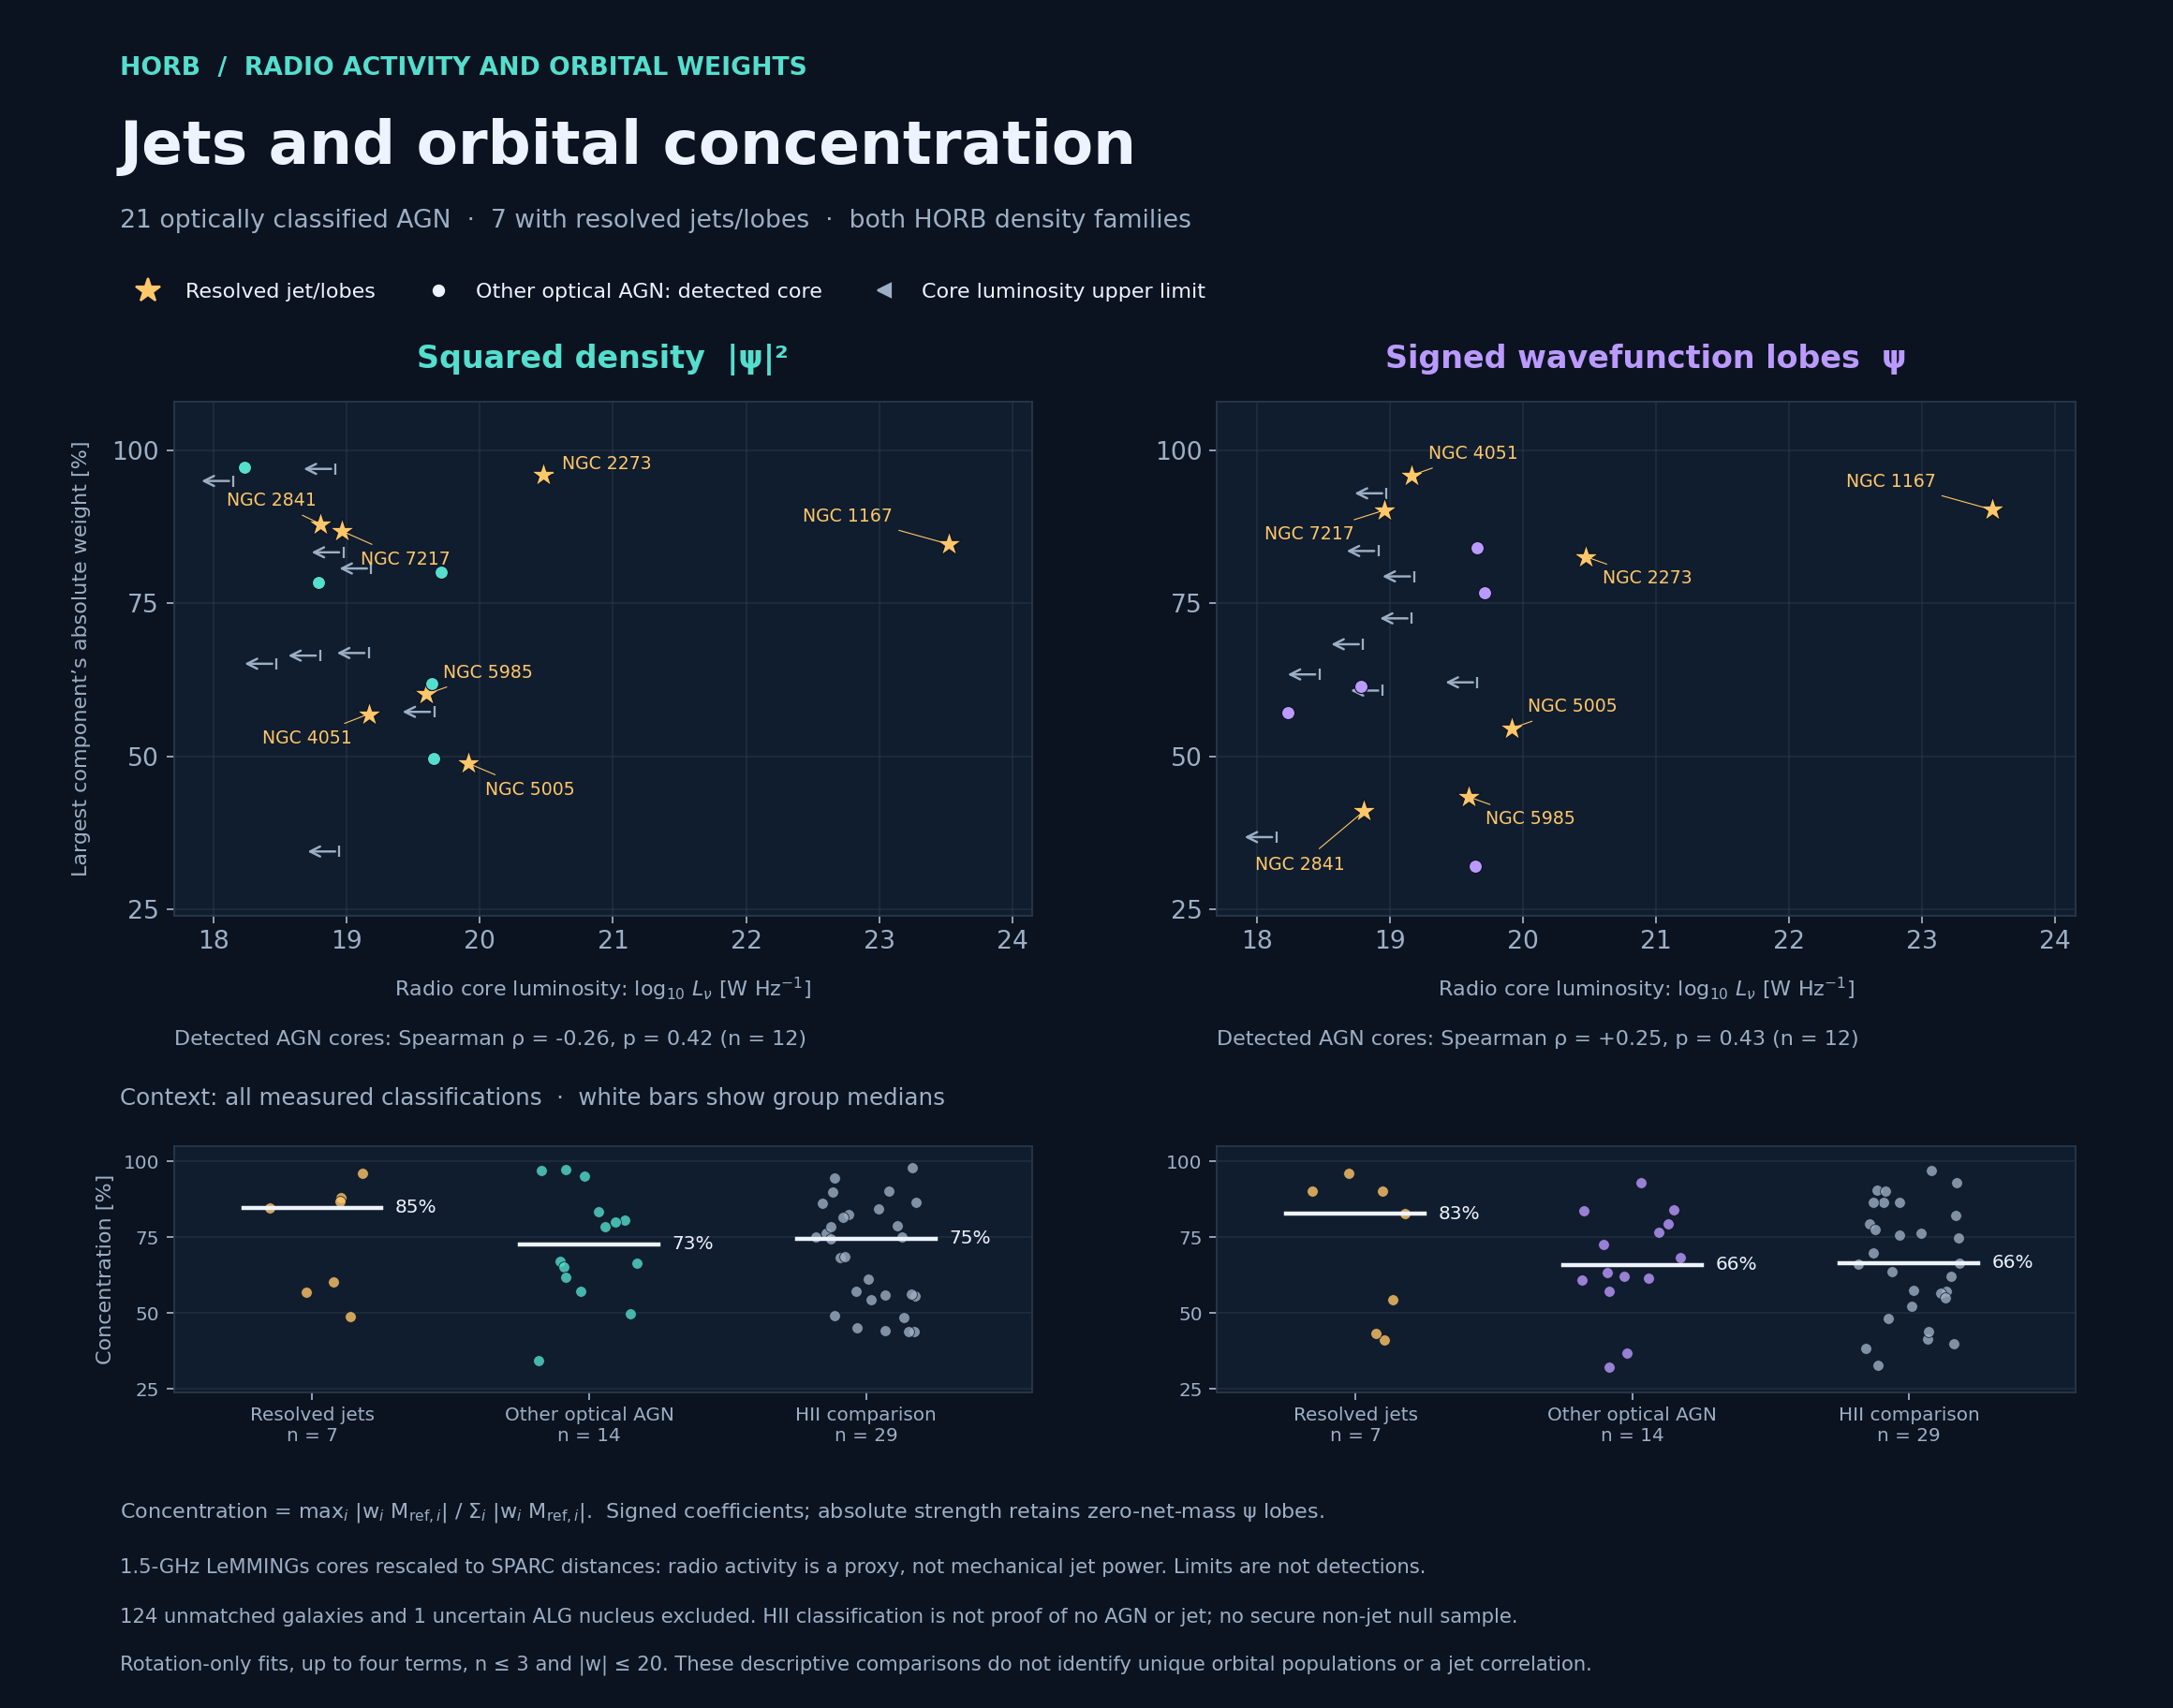 HORB / RADIO ACTIVITY AND ORBITAL WEIGHTS
Jets and orbital concentration
21 optically classified AGN · 7 with resolved jets/lobes · both HORB density families
Resolved jet/lobes
Other optical AGN: detected core
Core luminosity upper limit
Squared density |ψ|²
Largest component's absolute weight [%]
100
75
50
25
NGC 2273
NGC 2841
NGC 1167
NGC 7217
NGC 5985
NGC 4051
NGC 5005
18 19 20 21 22 23 24
Radio core luminosity: log₁₀ Lᵥ [W Hz⁻¹]
Detected AGN cores: Spearman ρ = -0.26, p = 0.42 (n = 12)
Signed wavefunction lobes ψ
100
75
50
25
NGC 4051
NGC 1167
NGC 7217
NGC 2273
NGC 5005
NGC 5985
NGC 2841
18 19 20 21 22 23 24
Radio core luminosity: log₁₀ Lᵥ [W Hz⁻¹]
Detected AGN cores: Spearman ρ = +0.25, p = 0.43 (n = 12)
Context: all measured classifications · white bars show group medians
Concentration [%]
100
75
50
25
85%
73%
75%
Resolved jets
n = 7
Other optical AGN
n = 14
HII comparison
n = 29
100
75
50
25
83%
66%
66%
Resolved jets
n = 7
Other optical AGN
n = 14
HII comparison
n = 29
Concentration = maxᵢ |wᵢ M_ref,i| / Σᵢ |wᵢ M_ref,i|. Signed coefficients; absolute strength retains zero-net-mass ψ lobes.
1.5-GHz LeMMINGs cores rescaled to SPARC distances: radio activity is a proxy, not mechanical jet power. Limits are not detections.
124 unmatched galaxies and 1 uncertain ALG nucleus excluded. HII classification is not proof of no AGN or jet; no secure non-jet null sample.
Rotation-only fits, up to four terms, n ≤ 3 and |w| ≤ 20. These descriptive comparisons do not identify unique orbital populations or a jet correlation.